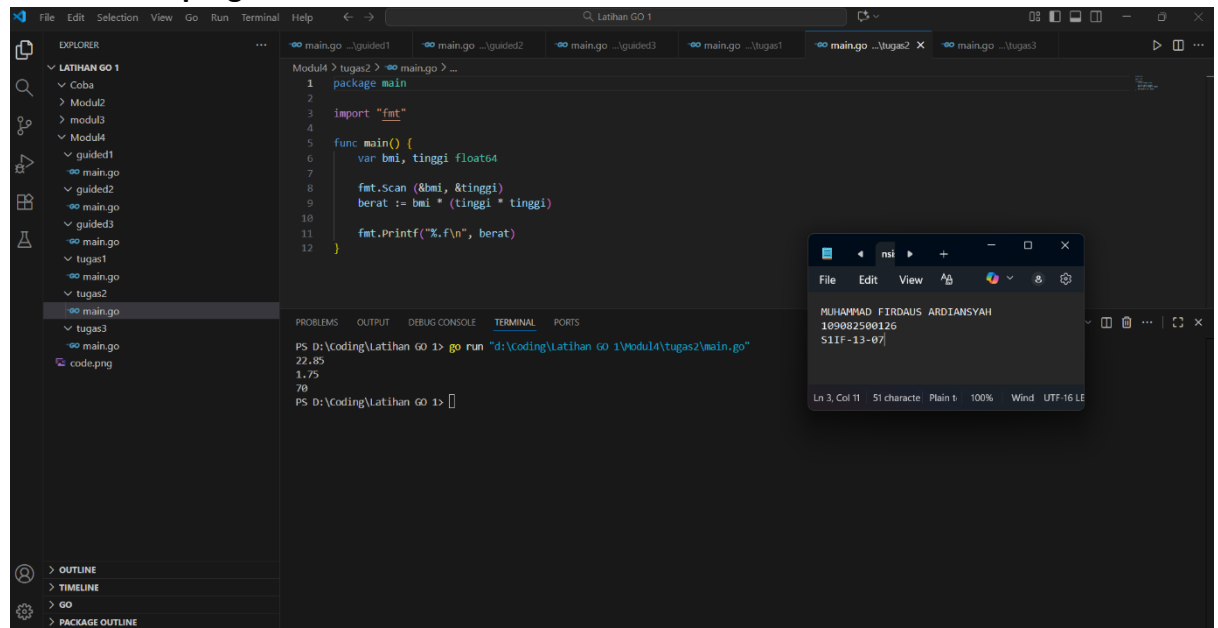 File Edit Selection View Go Run Terminal Help
Latihan GO 1
EXPLORER
LATIHAN GO 1
Coba
Modul2
modul3
Modul4
guided1
main.go
guided2
main.go
guided3
main.go
tugas1
main.go
tugas2
main.go
tugas3
main.go
code.png
OUTLINE
TIMELINE
GO
PACKAGE OUTLINE
main.go ...\guided1 main.go ...\guided2 main.go ...\guided3 main.go ...\tugas1 main.go ...\tugas2 main.go ...\tugas3
Modul4 > tugas2 > main.go > ...
1 package main
2
3 import "fmt"
4
5 func main() {
6 var bmi, tinggi float64
7
8 fmt.Scan (&bmi, &tinggi)
9 berat := bmi * (tinggi * tinggi)
10
11 fmt.Printf("%.f\n", berat)
12 }
PROBLEMS OUTPUT DEBUG CONSOLE TERMINAL PORTS
PS D:\Coding\Latihan GO 1> go run "d:\Coding\Latihan GO 1\Modul4\tugas2\main.go"
22.85
1.75
70
PS D:\Coding\Latihan GO 1>
nsi
File Edit View
MUHAMMAD FIRDAUS ARDIANSYAH
109082500126
S1IF-13-07
Ln 3, Col 11 51 characte Plain t 100% Wind UTF-16 LE